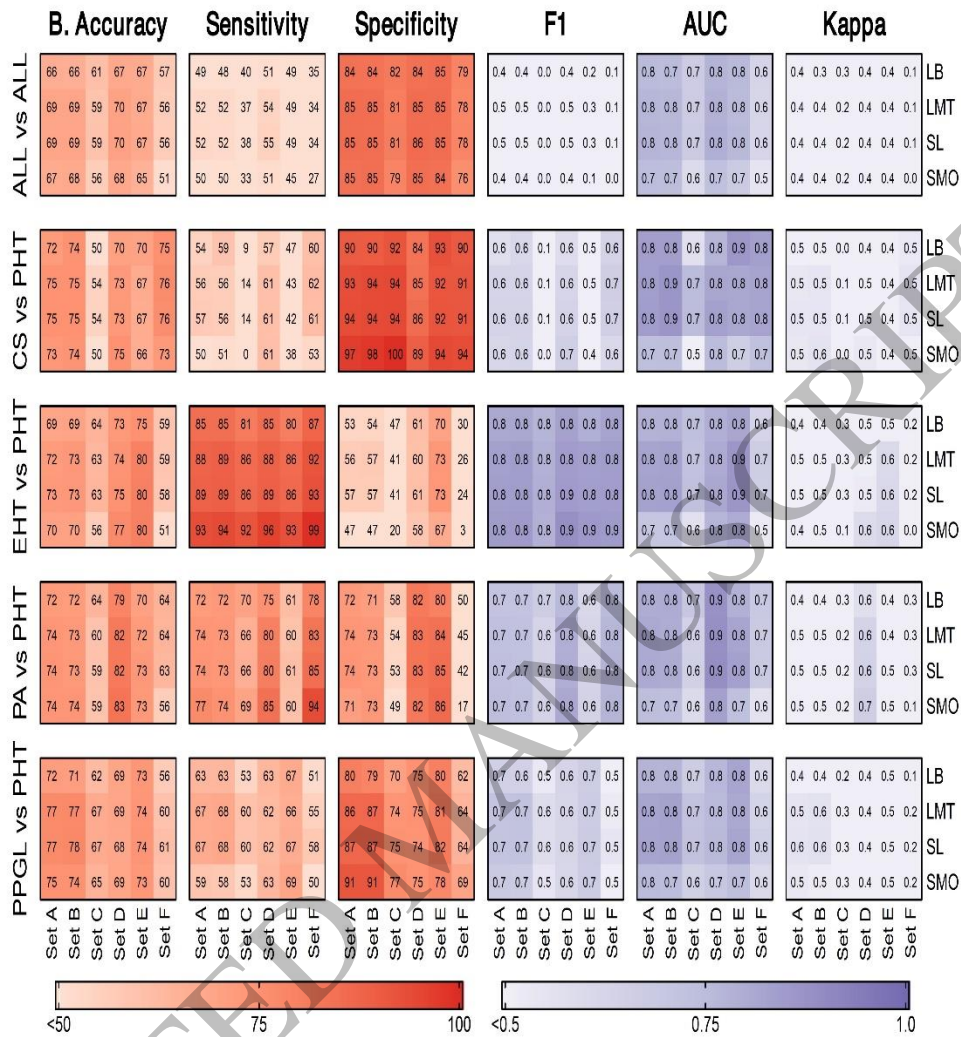 B. Accuracy Sensitivity Specificity F1 AUC Kappa
ALL vs ALL
66 66 61 67 67 57 49 48 40 51 49 35 84 84 82 84 85 79 0.4 0.4 0.0 0.4 0.2 0.1 0.8 0.7 0.7 0.8 0.8 0.6 0.4 0.3 0.3 0.4 0.4 0.1 LB
69 69 59 70 67 56 52 52 37 54 49 34 85 85 81 85 85 78 0.5 0.5 0.0 0.5 0.3 0.1 0.8 0.8 0.7 0.8 0.8 0.6 0.4 0.4 0.2 0.4 0.4 0.1 LMT
69 69 59 70 67 56 52 52 38 55 49 34 85 85 81 86 85 78 0.5 0.5 0.0 0.5 0.3 0.1 0.8 0.8 0.7 0.8 0.8 0.6 0.4 0.4 0.2 0.4 0.4 0.1 SL
67 68 56 68 65 51 50 50 33 51 45 27 85 85 79 85 84 76 0.4 0.4 0.0 0.4 0.1 0.0 0.7 0.7 0.6 0.7 0.7 0.5 0.4 0.4 0.2 0.4 0.4 0.0 SMO
CS vs PHT
72 74 50 70 70 75 54 59 9 57 47 60 90 90 92 84 93 90 0.6 0.6 0.1 0.6 0.5 0.6 0.8 0.8 0.6 0.8 0.9 0.8 0.5 0.5 0.0 0.4 0.4 0.5 LB
75 75 54 73 67 76 56 56 14 61 43 62 93 94 94 85 92 91 0.6 0.6 0.1 0.6 0.5 0.7 0.8 0.9 0.7 0.8 0.8 0.8 0.5 0.5 0.1 0.5 0.4 0.5 LMT
75 75 54 73 67 76 57 56 14 61 42 61 94 94 94 86 92 91 0.6 0.6 0.1 0.6 0.5 0.7 0.8 0.9 0.7 0.8 0.8 0.8 0.5 0.5 0.1 0.5 0.4 0.5 SL
73 74 50 75 66 73 50 51 0 61 38 53 97 98 100 89 94 94 0.6 0.6 0.0 0.7 0.4 0.6 0.7 0.7 0.5 0.8 0.7 0.7 0.5 0.6 0.0 0.5 0.4 0.5 SMO
EHT vs PHT
69 69 64 73 75 59 85 85 81 85 80 87 53 54 47 61 70 30 0.8 0.8 0.8 0.8 0.8 0.8 0.8 0.8 0.7 0.8 0.8 0.6 0.4 0.4 0.3 0.5 0.5 0.2 LB
72 73 63 74 80 59 88 89 86 88 86 92 56 57 41 60 73 26 0.8 0.8 0.8 0.8 0.8 0.8 0.8 0.8 0.7 0.8 0.9 0.7 0.5 0.5 0.3 0.5 0.6 0.2 LMT
73 73 63 75 80 58 89 89 86 89 86 93 57 57 41 61 73 24 0.8 0.8 0.8 0.9 0.8 0.8 0.8 0.8 0.7 0.8 0.9 0.7 0.5 0.5 0.3 0.5 0.6 0.2 SL
70 70 56 77 80 51 93 94 92 96 93 99 47 47 20 58 67 3 0.8 0.8 0.8 0.9 0.9 0.9 0.7 0.7 0.6 0.8 0.8 0.5 0.4 0.5 0.1 0.6 0.6 0.0 SMO
PA vs PHT
72 72 64 79 70 64 72 72 70 75 61 78 72 71 58 82 80 50 0.7 0.7 0.7 0.8 0.6 0.8 0.8 0.8 0.7 0.9 0.8 0.7 0.4 0.4 0.3 0.6 0.4 0.3 LB
74 73 60 82 72 64 74 73 66 80 60 83 74 73 54 83 84 45 0.7 0.7 0.6 0.8 0.6 0.8 0.8 0.8 0.6 0.9 0.8 0.7 0.5 0.5 0.2 0.6 0.4 0.3 LMT
74 73 59 82 73 63 74 73 66 80 61 85 74 73 53 83 85 42 0.7 0.7 0.6 0.8 0.6 0.8 0.8 0.8 0.6 0.9 0.8 0.7 0.5 0.5 0.2 0.6 0.5 0.3 SL
74 74 59 83 73 56 77 74 69 85 60 94 71 73 49 82 86 17 0.7 0.7 0.6 0.8 0.6 0.8 0.7 0.7 0.6 0.8 0.7 0.6 0.5 0.5 0.2 0.7 0.5 0.1 SMO
PPGL vs PHT
72 71 62 69 73 56 63 63 53 63 67 51 80 79 70 75 80 62 0.7 0.6 0.5 0.6 0.7 0.5 0.8 0.8 0.7 0.8 0.8 0.6 0.4 0.4 0.2 0.4 0.5 0.1 LB
77 77 67 69 74 60 67 68 60 62 66 55 86 87 74 75 81 64 0.7 0.7 0.6 0.6 0.7 0.5 0.8 0.8 0.7 0.8 0.8 0.6 0.5 0.6 0.3 0.4 0.5 0.2 LMT
77 78 67 68 74 61 67 68 60 62 67 58 87 87 75 74 82 64 0.7 0.7 0.6 0.6 0.7 0.5 0.8 0.8 0.7 0.8 0.8 0.6 0.6 0.6 0.3 0.4 0.5 0.2 SL
75 74 65 69 73 60 59 58 53 63 69 50 91 91 77 75 78 69 0.7 0.7 0.5 0.6 0.7 0.5 0.8 0.7 0.6 0.7 0.7 0.6 0.5 0.5 0.3 0.4 0.5 0.2 SMO
Set A Set B Set C Set D Set E Set F Set A Set B Set C Set D Set E Set F Set A Set B Set C Set D Set E Set F Set A Set B Set C Set D Set E Set F Set A Set B Set C Set D Set E Set F Set A Set B Set C Set D Set E Set F
<50 75 100 <0.5 0.75 1.0
TED MANUSCRIPT